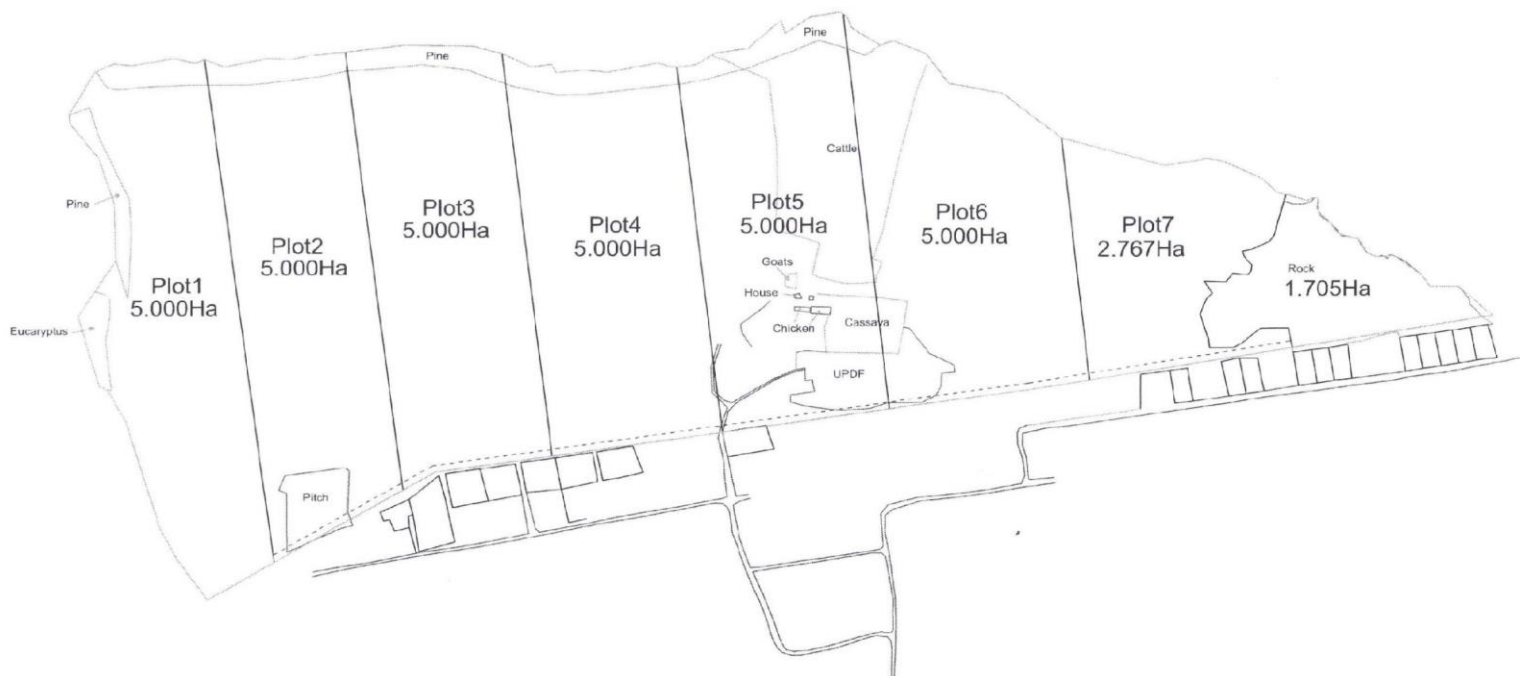 Pine
Pine
Cattle
Pine
Plot1
5.000Ha
Plot2
5.000Ha
Plot3
5.000Ha
Plot4
5.000Ha
Plot5
5.000Ha
Plot6
5.000Ha
Plot7
2.767Ha
Rock
1.705Ha
Goats
House
Chicken
Cassava
Eucaryptus
UPDF
Pitch